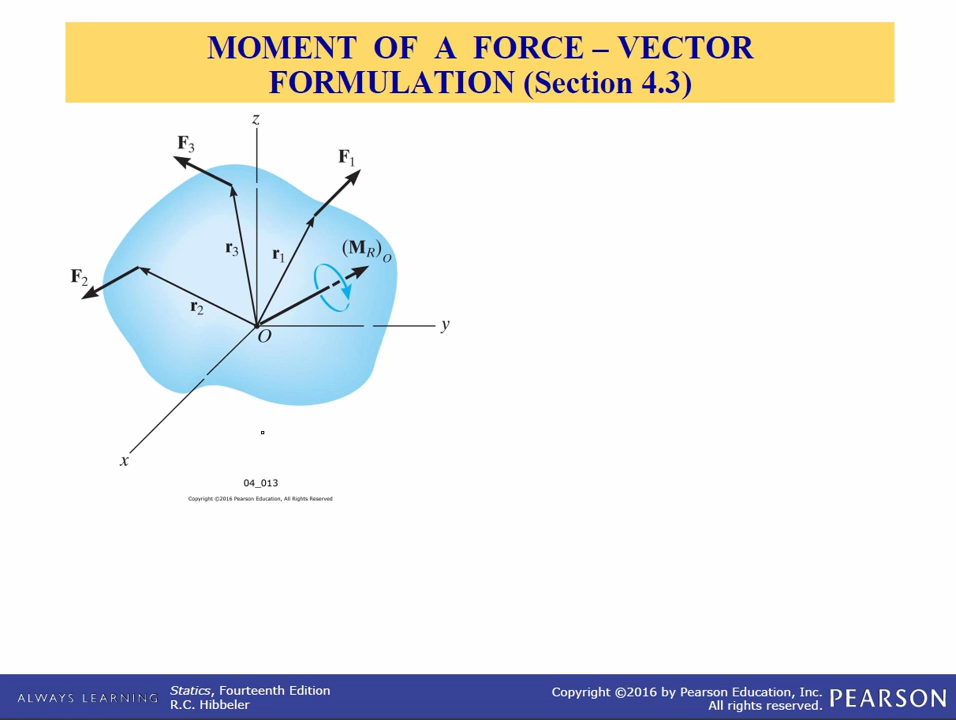 MOMENT OF A FORCE – VECTOR
FORMULATION (Section 4.3)
z
F3
F1
r3
r1
(MR)O
F2
r2
O
y
x
04_013
Copyright ©2016 Pearson Education, All Rights Reserved
ALWAYS LEARNING
Statics, Fourteenth Edition
R.C. Hibbeler
Copyright ©2016 by Pearson Education, Inc.
All rights reserved.
PEARSON